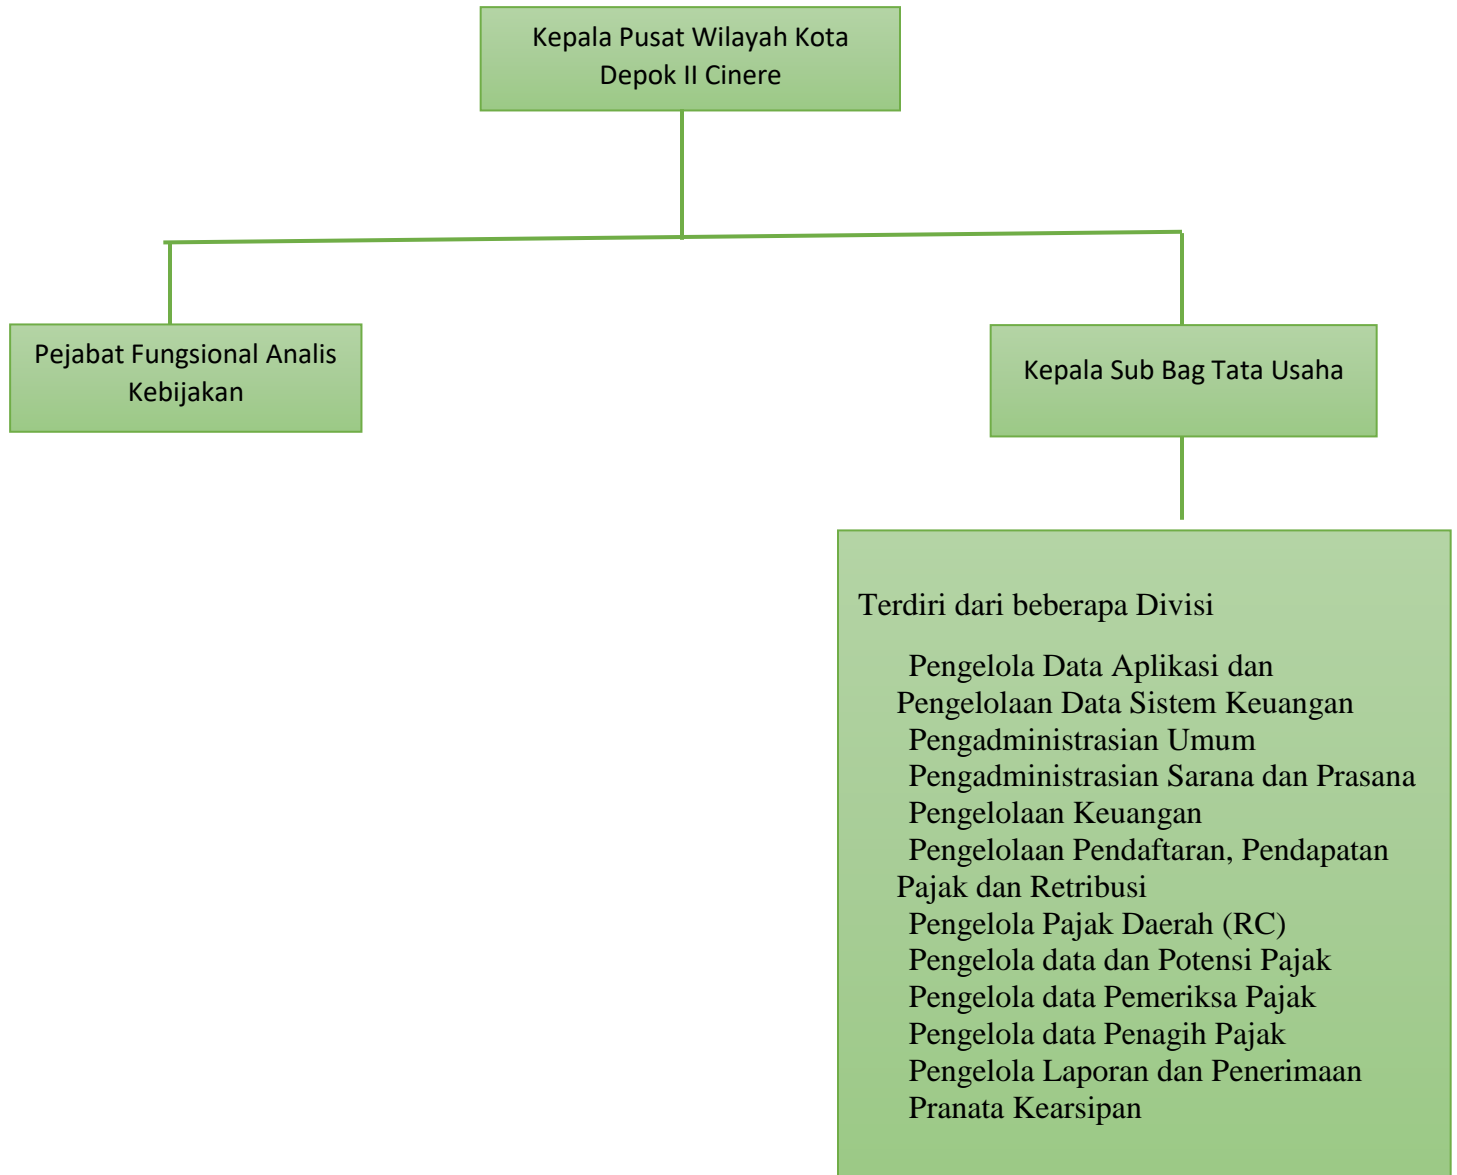 Kepala Pusat Wilayah Kota
Depok II Cinere
Pejabat Fungsional Analis
Kebijakan
Kepala Sub Bag Tata Usaha
Terdiri dari beberapa Divisi
Pengelola Data Aplikasi dan
Pengelolaan Data Sistem Keuangan
Pengadministrasian Umum
Pengadministrasian Sarana dan Prasana
Pengelolaan Keuangan
Pengelolaan Pendaftaran, Pendapatan
Pajak dan Retribusi
Pengelola Pajak Daerah (RC)
Pengelola data dan Potensi Pajak
Pengelola data Pemeriksa Pajak
Pengelola data Penagih Pajak
Pengelola Laporan dan Penerimaan
Pranata Kearsipan